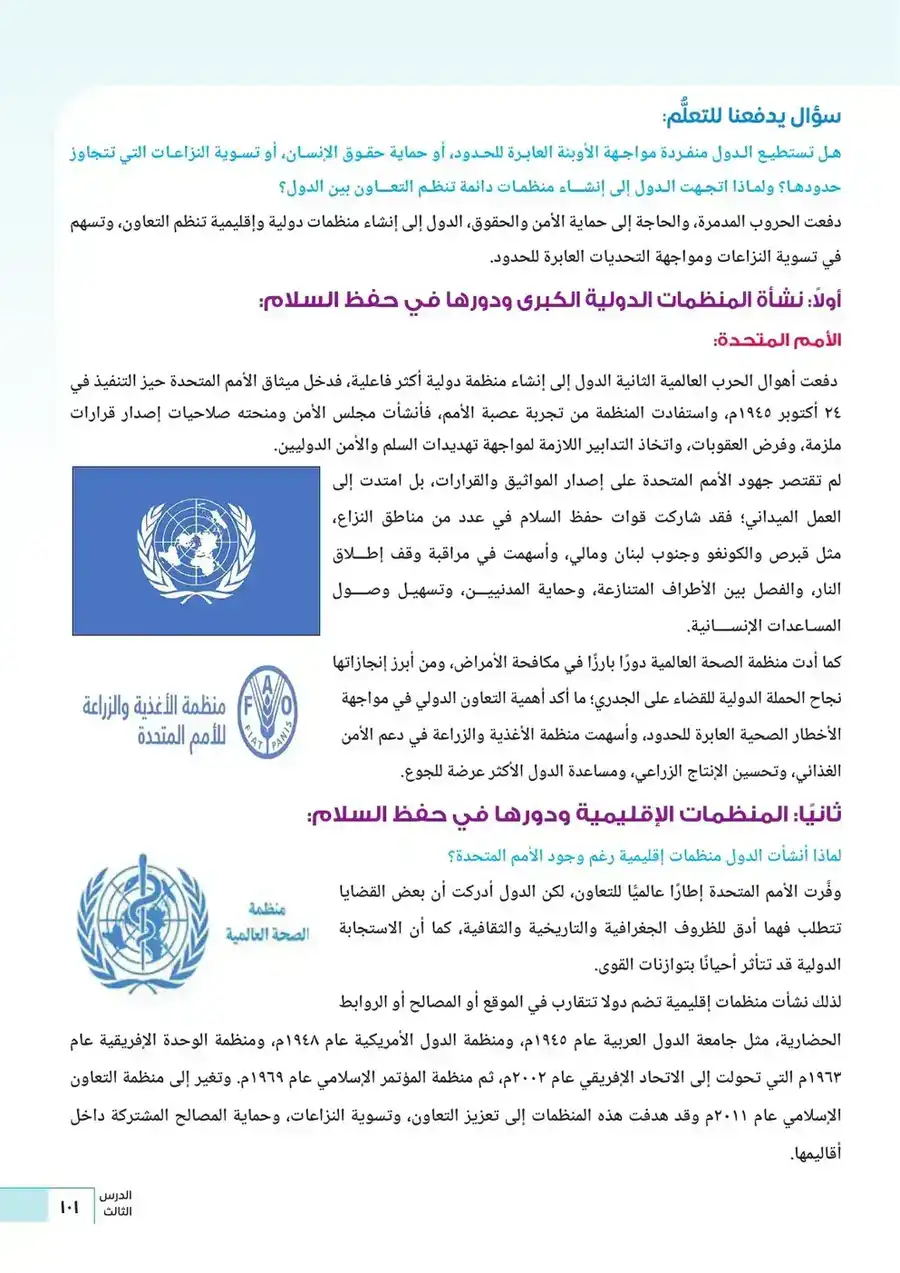 سؤال يدفعنا للتعلُّم:
هل تستطيع الدول منفردة مواجهة الأوبئة العابرة للحدود، أو حماية حقوق الإنسان، أو تسوية النزاعات التي تتجاوز
حدودها؟ ولماذا اتجهت الدول إلى إنشاء منظمات دائمة تنظم التعاون بين الدول؟
دفعت الحروب المدمرة، والحاجة إلى حماية الأمن والحقوق، الدول إلى إنشاء منظمات دولية وإقليمية تنظم التعاون، وتسهم
في تسوية النزاعات ومواجهة التحديات العابرة للحدود.
أولاً: نشأة المنظمات الدولية الكبرى ودورها في حفظ السلام:
الأمم المتحدة:
دفعت أهوال الحرب العالمية الثانية الدول إلى إنشاء منظمة دولية أكثر فاعلية، فدخل ميثاق الأمم المتحدة حيز التنفيذ في
٢٤ أكتوبر ١٩٤٥م، واستفادت المنظمة من تجربة عصبة الأمم، فأنشأت مجلس الأمن ومنحته صلاحيات إصدار قرارات
ملزمة، وفرض العقوبات، واتخاذ التدابير اللازمة لمواجهة تهديدات السلم والأمن الدوليين.
لم تقتصر جهود الأمم المتحدة على إصدار المواثيق والقرارات، بل امتدت إلى
العمل الميداني؛ فقد شاركت قوات حفظ السلام في عدد من مناطق النزاع،
مثل قبرص والكونغو وجنوب لبنان ومالي، وأسهمت في مراقبة وقف إطلاق
النار، والفصل بين الأطراف المتنازعة، وحماية المدنيين، وتسهيل وصول
المساعدات الإنسانية.
كما أدت منظمة الصحة العالمية دورًا بارزًا في مكافحة الأمراض، ومن أبرز إنجازاتها
نجاح الحملة الدولية للقضاء على الجدري؛ ما أكد أهمية التعاون الدولي في مواجهة
الأخطار الصحية العابرة للحدود، وأسهمت منظمة الأغذية والزراعة في دعم الأمن
الغذائي، وتحسين الإنتاج الزراعي، ومساعدة الدول الأكثر عرضة للجوع.
FAO
FIAT PANIS
منظمة الأغذية والزراعة
للأمم المتحدة
ثانيًا: المنظمات الإقليمية ودورها في حفظ السلام:
لماذا أنشأت الدول منظمات إقليمية رغم وجود الأمم المتحدة؟
وفَّرت الأمم المتحدة إطارًا عالميًا للتعاون، لكن الدول أدركت أن بعض القضايا
تتطلب فهما أدق للظروف الجغرافية والتاريخية والثقافية، كما أن الاستجابة
الدولية قد تتأثر أحيانًا بتوازنات القوى.
منظمة
الصحة العالمية
لذلك نشأت منظمات إقليمية تضم دولا تتقارب في الموقع أو المصالح أو الروابط
الحضارية، مثل جامعة الدول العربية عام ١٩٤٥م، ومنظمة الدول الأمريكية عام ١٩٤٨م، ومنظمة الوحدة الإفريقية عام
١٩٦٣م التي تحولت إلى الاتحاد الإفريقي عام ٢٠٠٢م، ثم منظمة المؤتمر الإسلامي عام ١٩٦٩م. وتغير إلى منظمة التعاون
الإسلامي عام ٢٠١١م وقد هدفت هذه المنظمات إلى تعزيز التعاون، وتسوية النزاعات، وحماية المصالح المشتركة داخل
أقاليمها.
الدرس
الثالث
١٠١